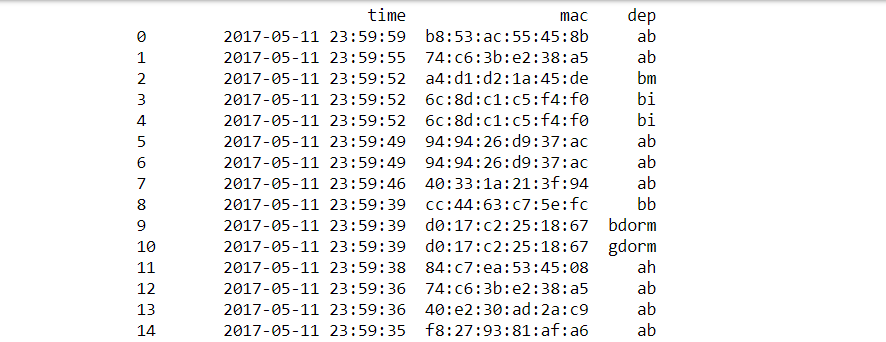 time mac dep
0 2017-05-11 23:59:59 b8:53:ac:55:45:8b ab
1 2017-05-11 23:59:55 74:c6:3b:e2:38:a5 ab
2 2017-05-11 23:59:52 a4:d1:d2:1a:45:de bm
3 2017-05-11 23:59:52 6c:8d:c1:c5:f4:f0 bi
4 2017-05-11 23:59:52 6c:8d:c1:c5:f4:f0 bi
5 2017-05-11 23:59:49 94:94:26:d9:37:ac ab
6 2017-05-11 23:59:49 94:94:26:d9:37:ac ab
7 2017-05-11 23:59:46 40:33:1a:21:3f:94 ab
8 2017-05-11 23:59:39 cc:44:63:c7:5e:fc bb
9 2017-05-11 23:59:39 d0:17:c2:25:18:67 bdorm
10 2017-05-11 23:59:39 d0:17:c2:25:18:67 gdorm
11 2017-05-11 23:59:38 84:c7:ea:53:45:08 ah
12 2017-05-11 23:59:36 74:c6:3b:e2:38:a5 ab
13 2017-05-11 23:59:36 40:e2:30:ad:2a:c9 ab
14 2017-05-11 23:59:35 f8:27:93:81:af:a6 ab